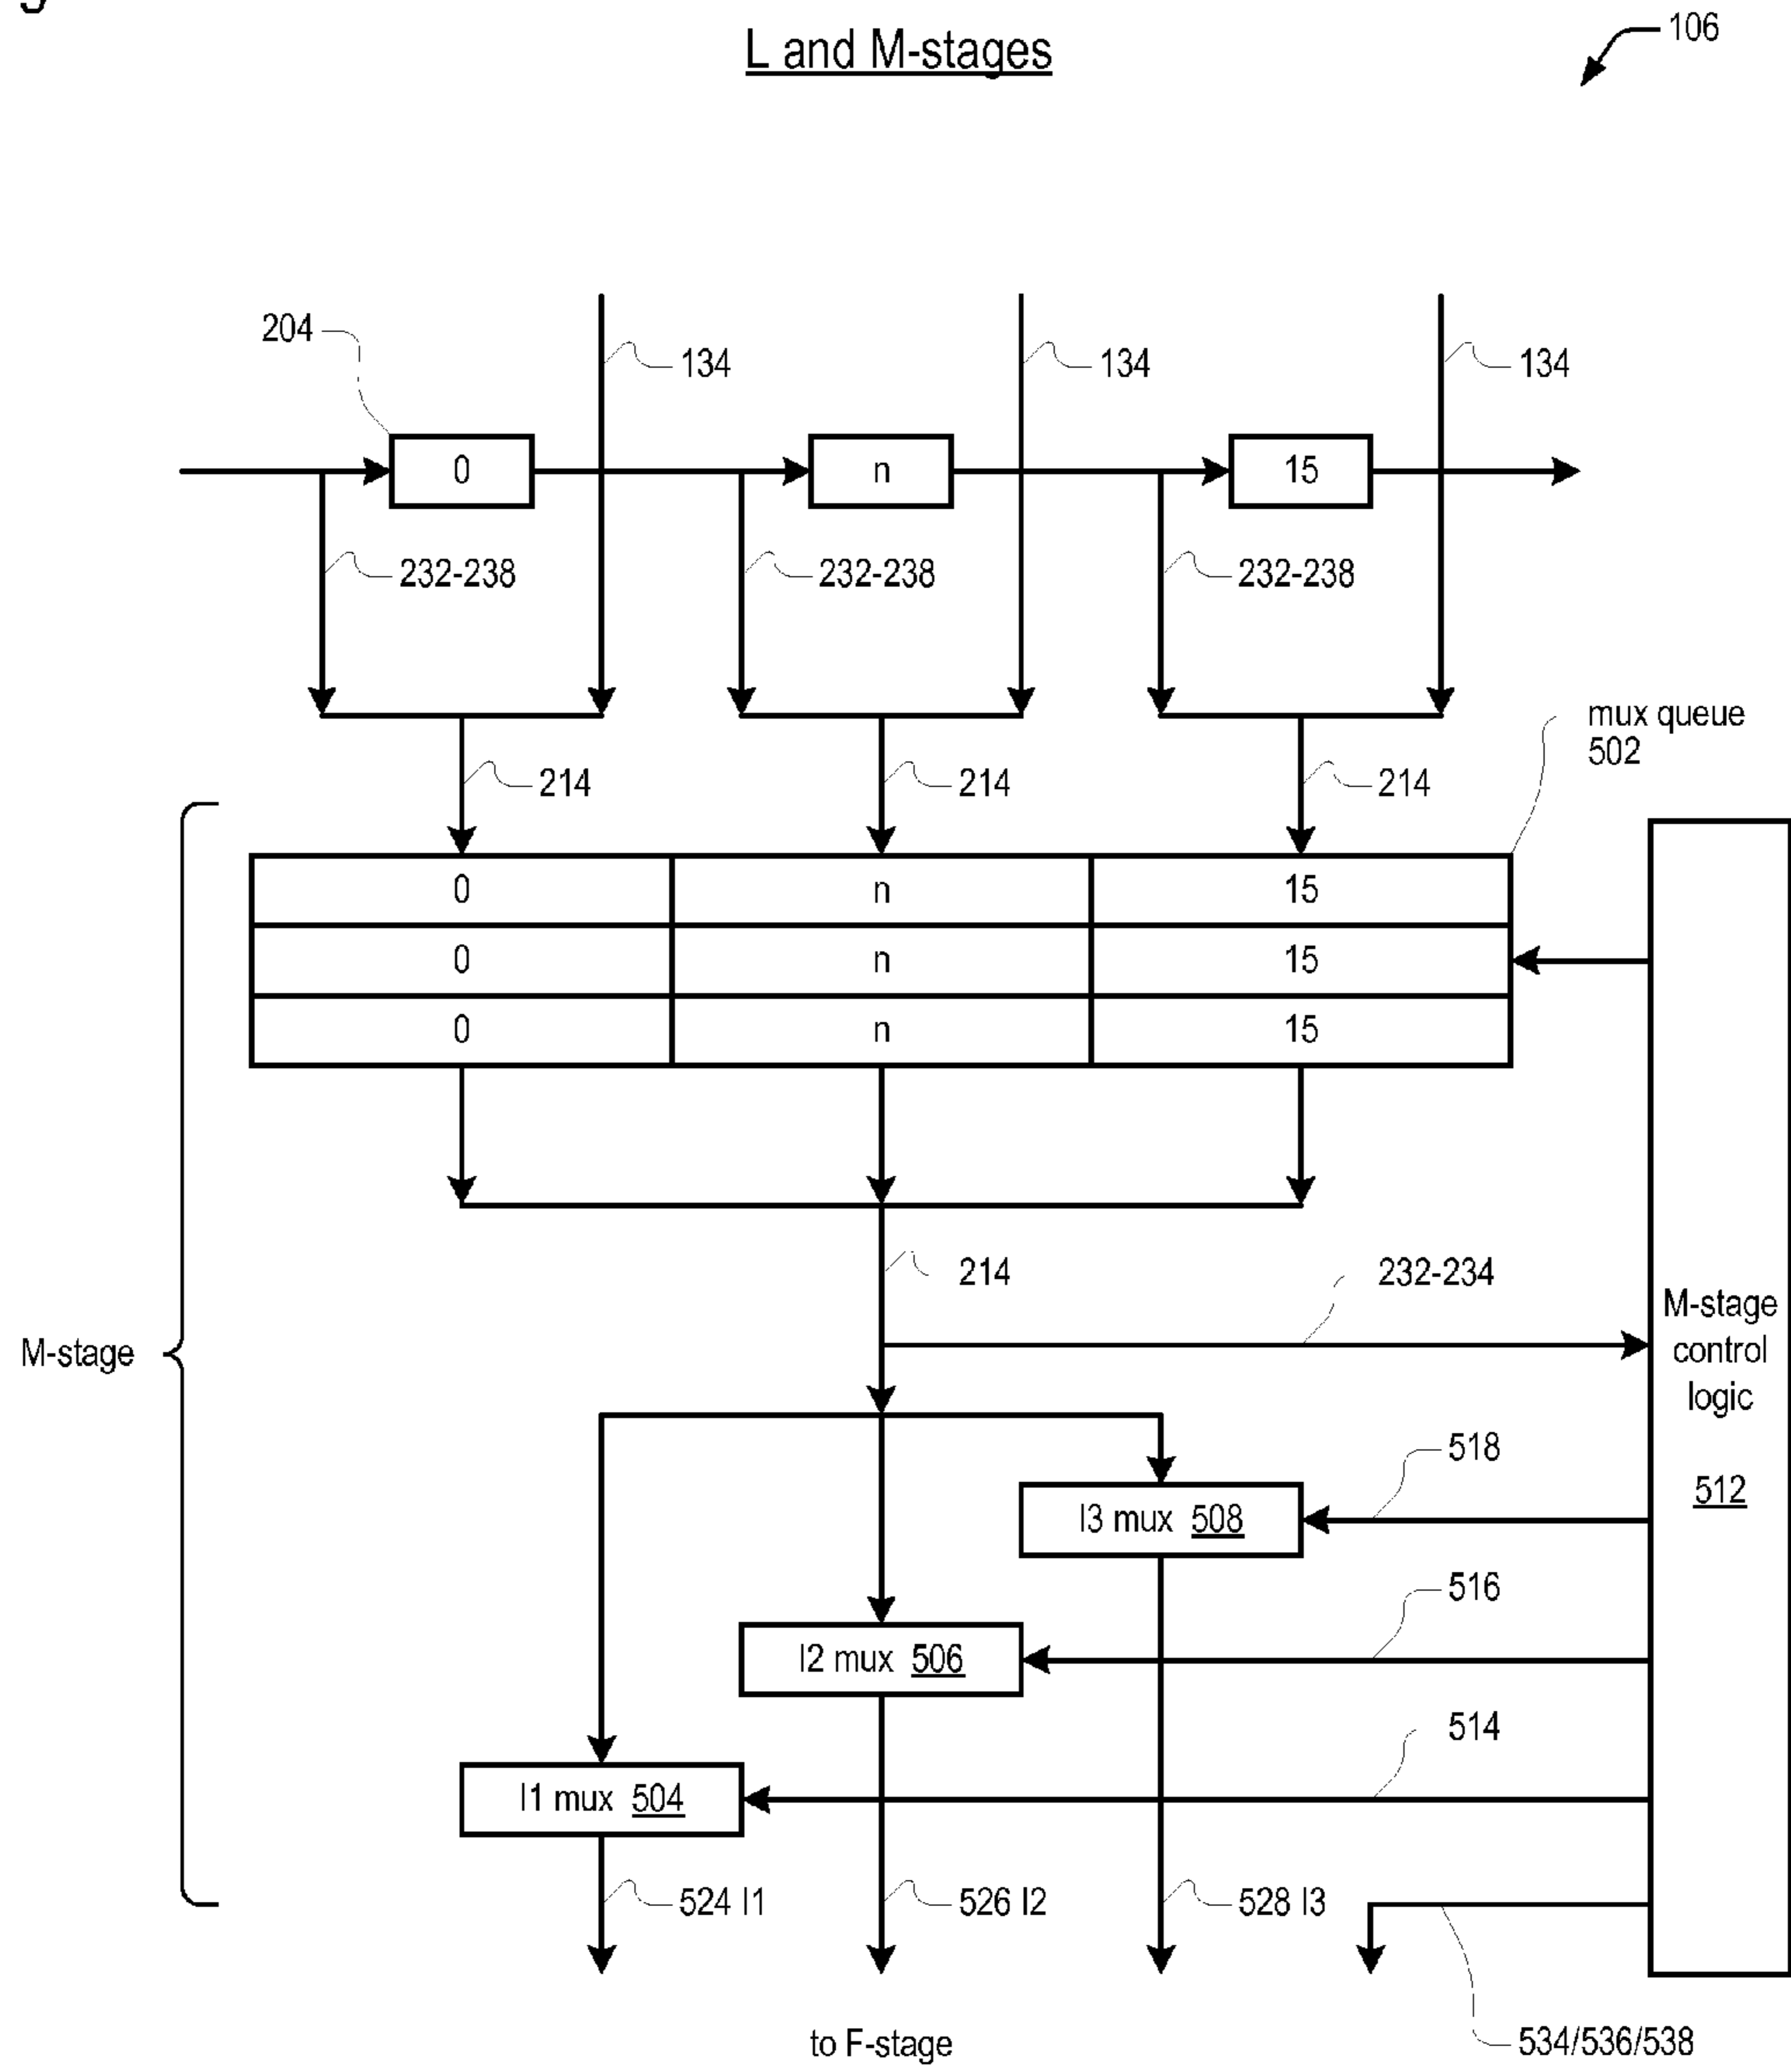 L and M-stages
106
204
134
134
134
0
n
15
232-238
232-238
232-238
mux queue
502
214
214
214
0
n
15
0
n
15
0
n
15
214
232-234
M-stage
M-stage
control
logic
512
518
I3 mux 508
516
I2 mux 506
514
I1 mux 504
524 I1
526 I2
528 I3
to F-stage
534/536/538